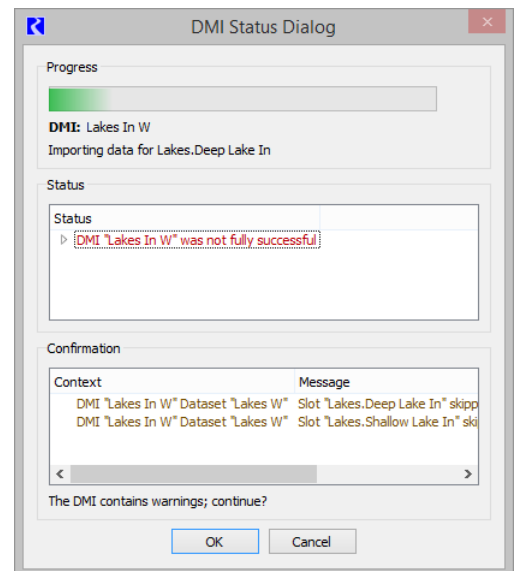 DMI Status Dialog
Progress
DMI: Lakes In W
Importing data for Lakes.Deep Lake In
Status
Status
DMI "Lakes In W" was not fully successful
Confirmation
Context Message
DMI "Lakes In W" Dataset "Lakes W" Slot "Lakes.Deep Lake In" skipp
DMI "Lakes In W" Dataset "Lakes W" Slot "Lakes.Shallow Lake In" ski
The DMI contains warnings; continue?
OK Cancel